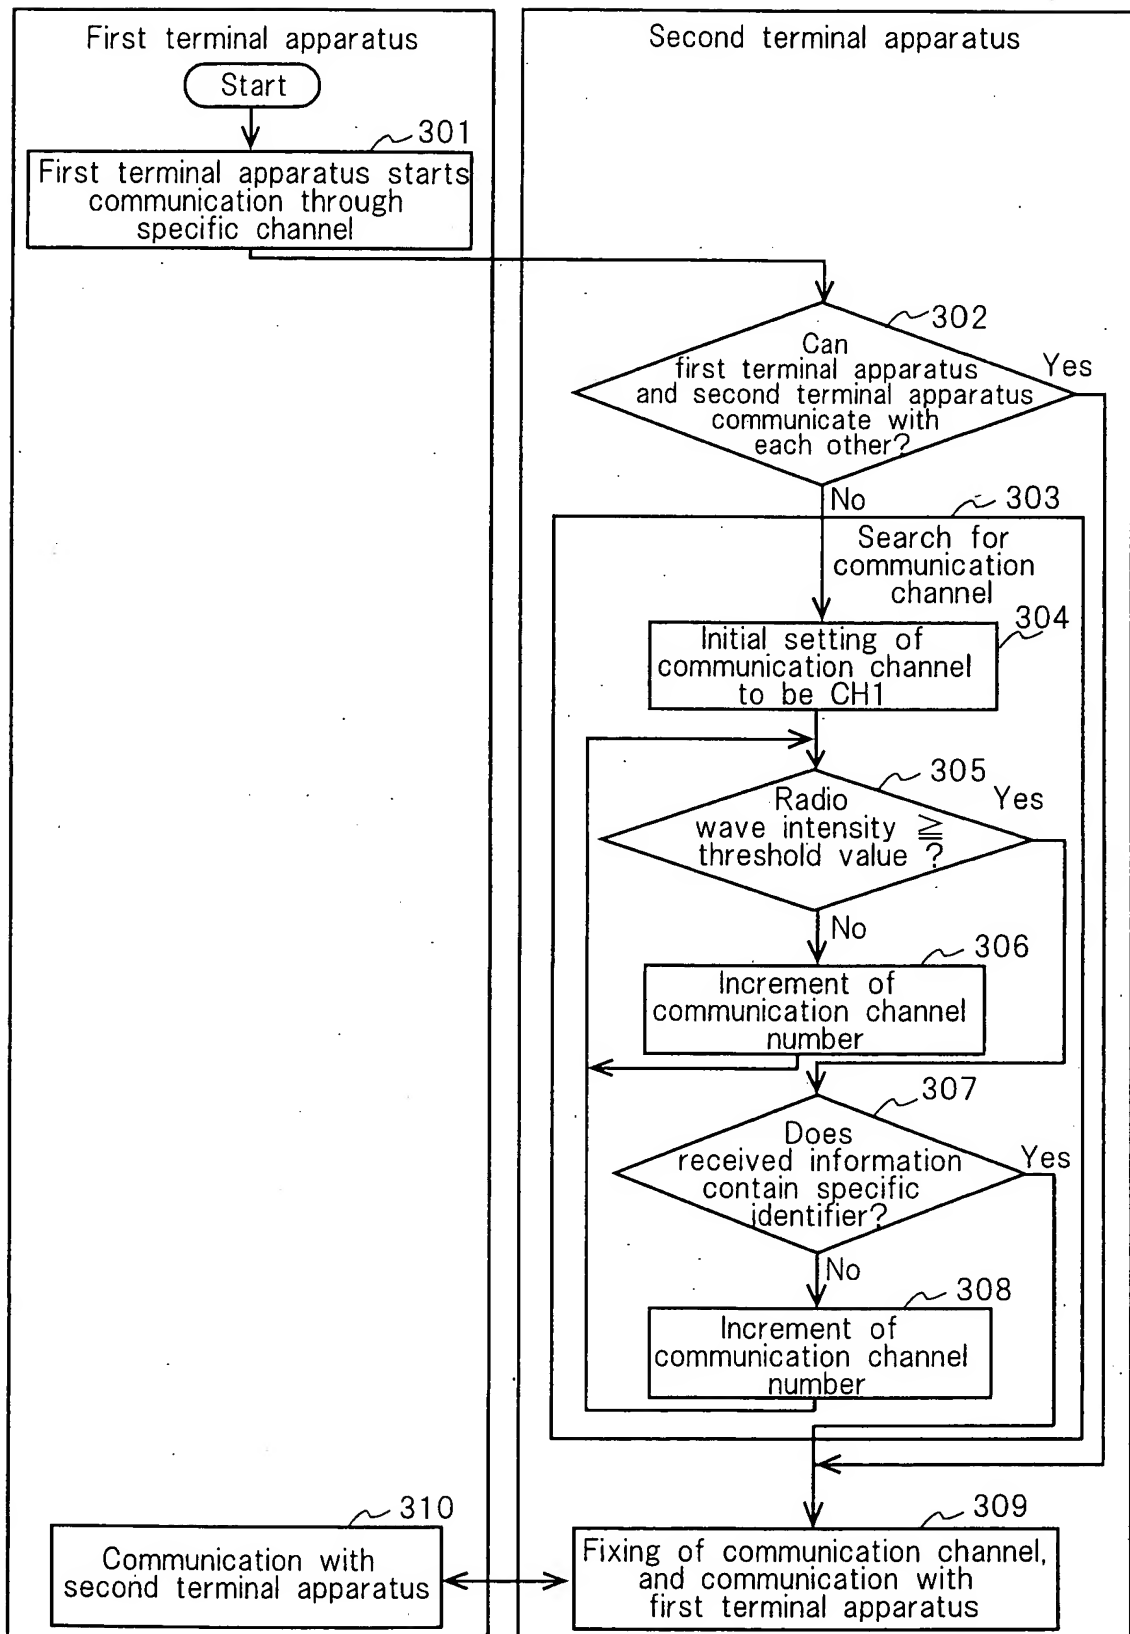 First terminal apparatus
Start
301
First terminal apparatus starts
communication through
specific channel
Second terminal apparatus
302
Can
first terminal apparatus
and second terminal apparatus
communicate with
each other?
Yes
No
303
Search for
communication
channel
304
Initial setting of
communication channel
to be CH1
305
Radio
wave intensity ≧
threshold value ?
Yes
No
306
Increment of
communication channel
number
307
Does
received information
contain specific
identifier?
Yes
No
308
Increment of
communication channel
number
310
Communication with
second terminal apparatus
309
Fixing of communication channel,
and communication with
first terminal apparatus